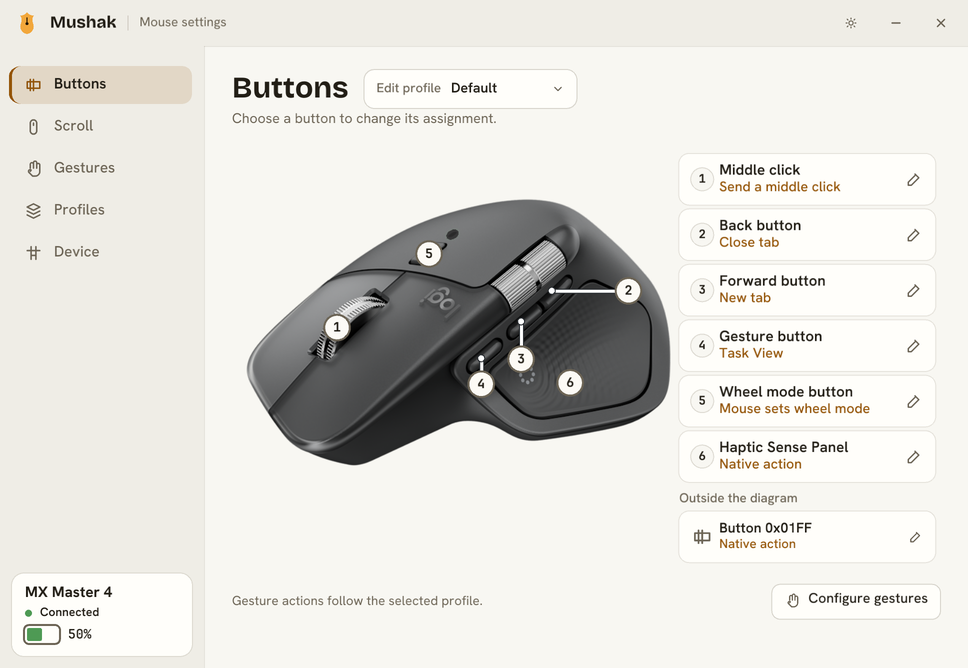 Mushak
Mouse settings
Buttons
Scroll
Gestures
Profiles
Device
MX Master 4
Connected
50%
Buttons
Edit profile Default
Choose a button to change its assignment.
logi
1
2
3
4
5
6
1 Middle click
Send a middle click
2 Back button
Close tab
3 Forward button
New tab
4 Gesture button
Task View
5 Wheel mode button
Mouse sets wheel mode
6 Haptic Sense Panel
Native action
Outside the diagram
Button 0x01FF
Native action
Gesture actions follow the selected profile.
Configure gestures